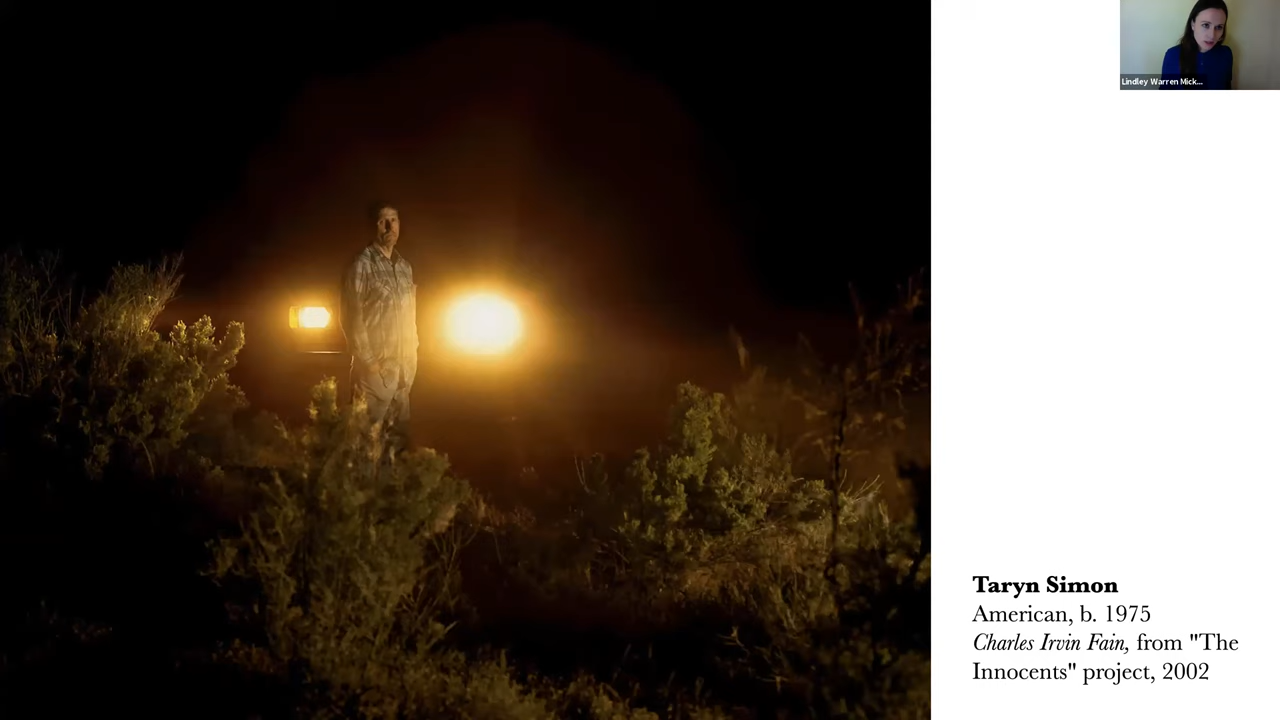 Lindley Warren Mick...
Taryn Simon
American, b. 1975
Charles Irvin Fain, from "The
Innocents" project, 2002